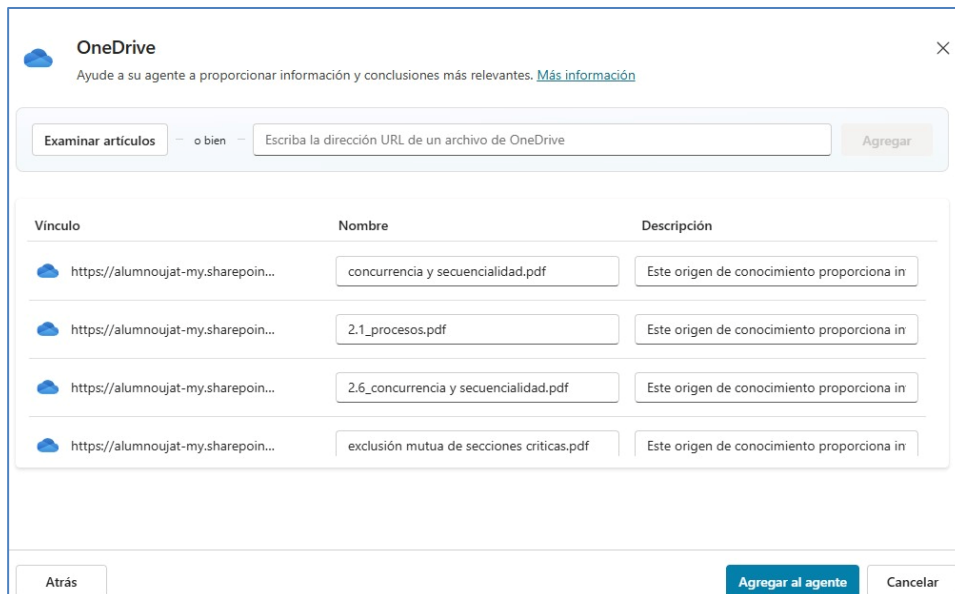 OneDrive
Ayude a su agente a proporcionar información y conclusiones más relevantes. Más información
Examinar artículos – o bien – Escriba la dirección URL de un archivo de OneDrive Agregar
Vínculo Nombre Descripción
https://alumnoujat-my.sharepoin... concurrencia y secuencialidad.pdf Este origen de conocimiento proporciona in
https://alumnoujat-my.sharepoin... 2.1_procesos.pdf Este origen de conocimiento proporciona in
https://alumnoujat-my.sharepoin... 2.6_concurrencia y secuencialidad.pdf Este origen de conocimiento proporciona in
https://alumnoujat-my.sharepoin... exclusión mutua de secciones criticas.pdf Este origen de conocimiento proporciona in
Atrás Agregar al agente Cancelar